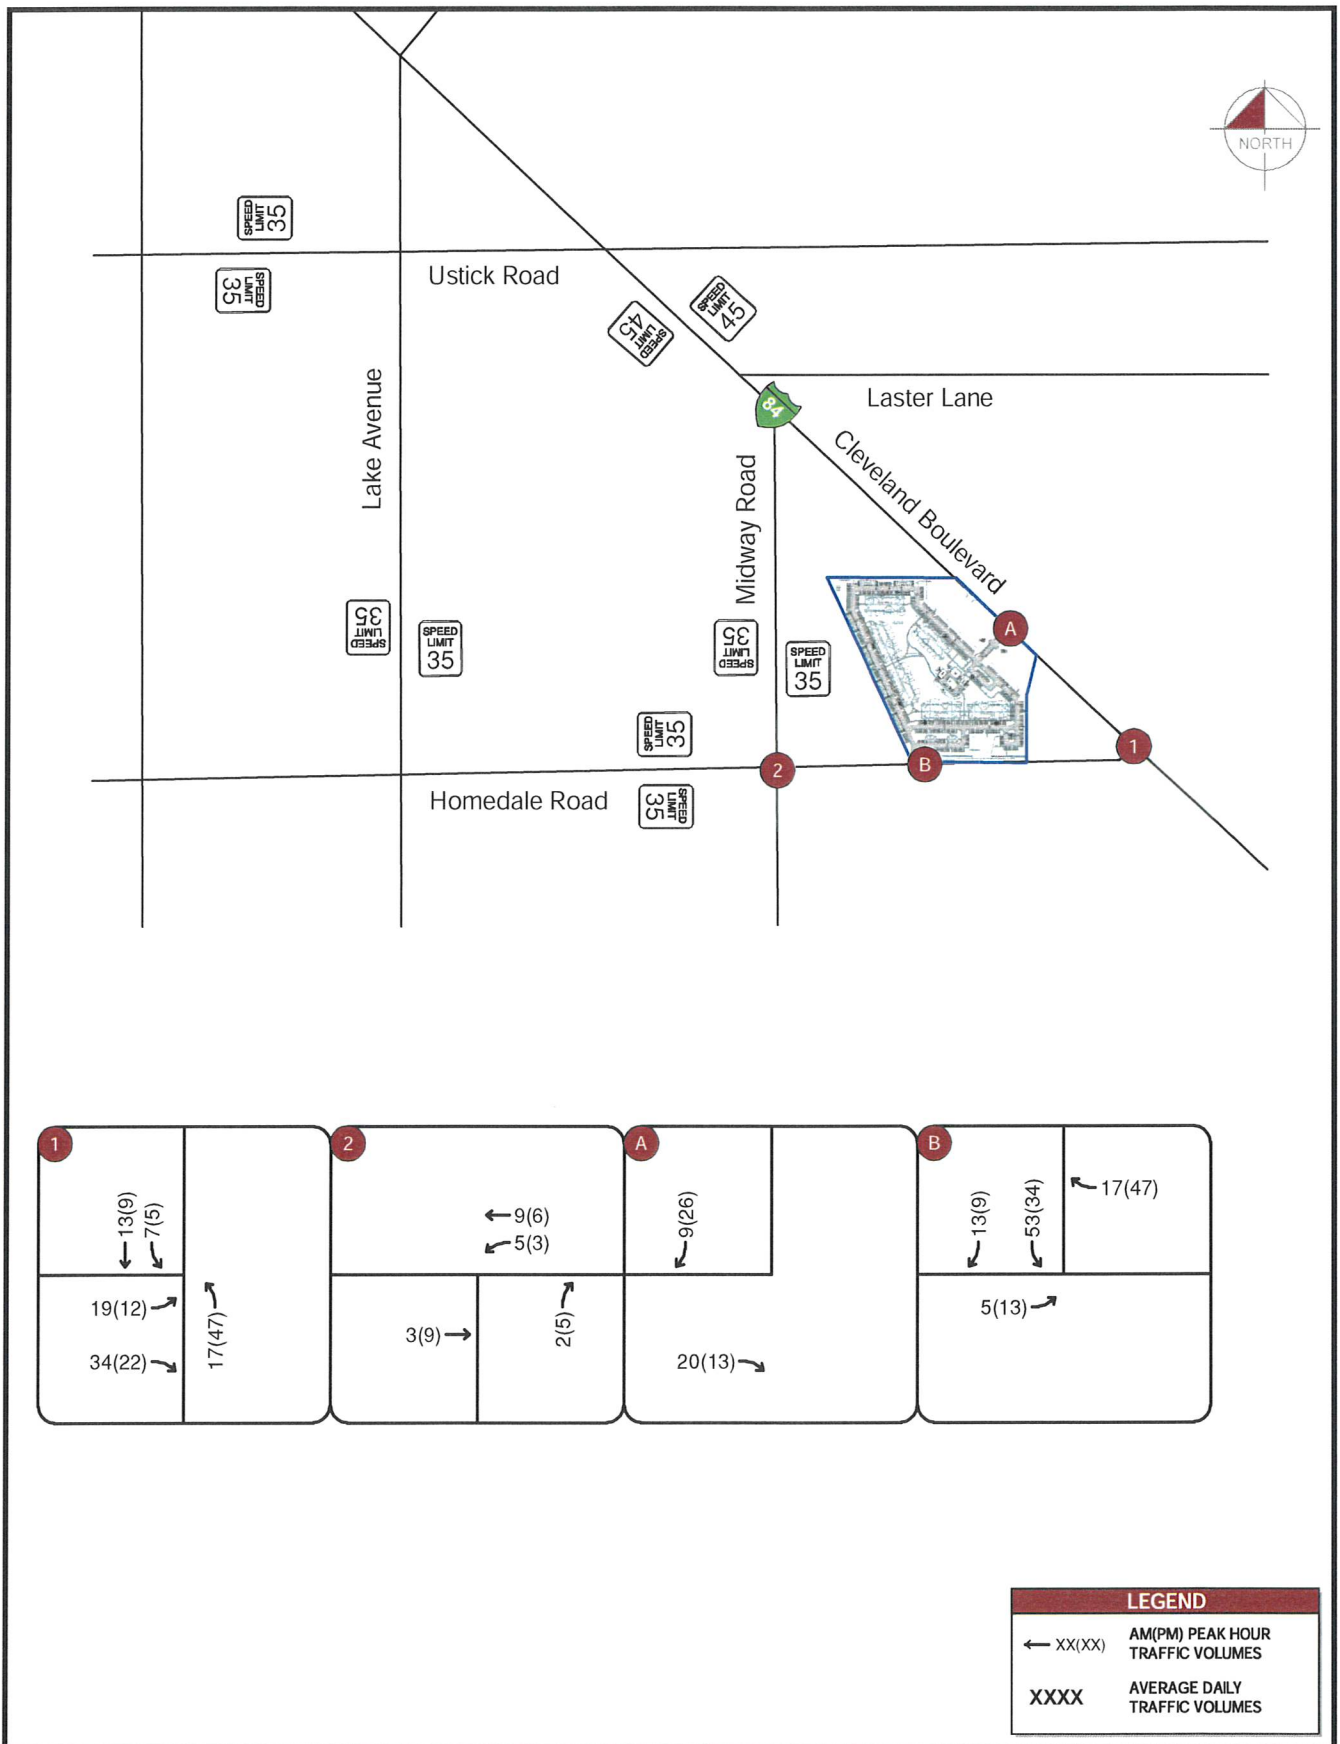 NORTH
SPEED
LIMIT
35
SPEED
LIMIT
35
Ustick Road
SPEED
LIMIT
45
SPEED
LIMIT
45
84
Laster Lane
Cleveland Boulevard
Lake Avenue
Midway Road
SPEED
LIMIT
35
SPEED
LIMIT
35
SPEED
LIMIT
35
SPEED
LIMIT
35
A
SPEED
LIMIT
35
SPEED
LIMIT
35
Homedale Road
2
B
1
1
13(9)
7(5)
19(12)
34(22)
17(47)
2
9(6)
5(3)
3(9)
2(5)
A
9(26)
20(13)
B
13(9)
53(34)
17(47)
5(13)
LEGEND
XX(XX)
AM(PM) PEAK HOUR
TRAFFIC VOLUMES
XXXX
AVERAGE DAILY
TRAFFIC VOLUMES